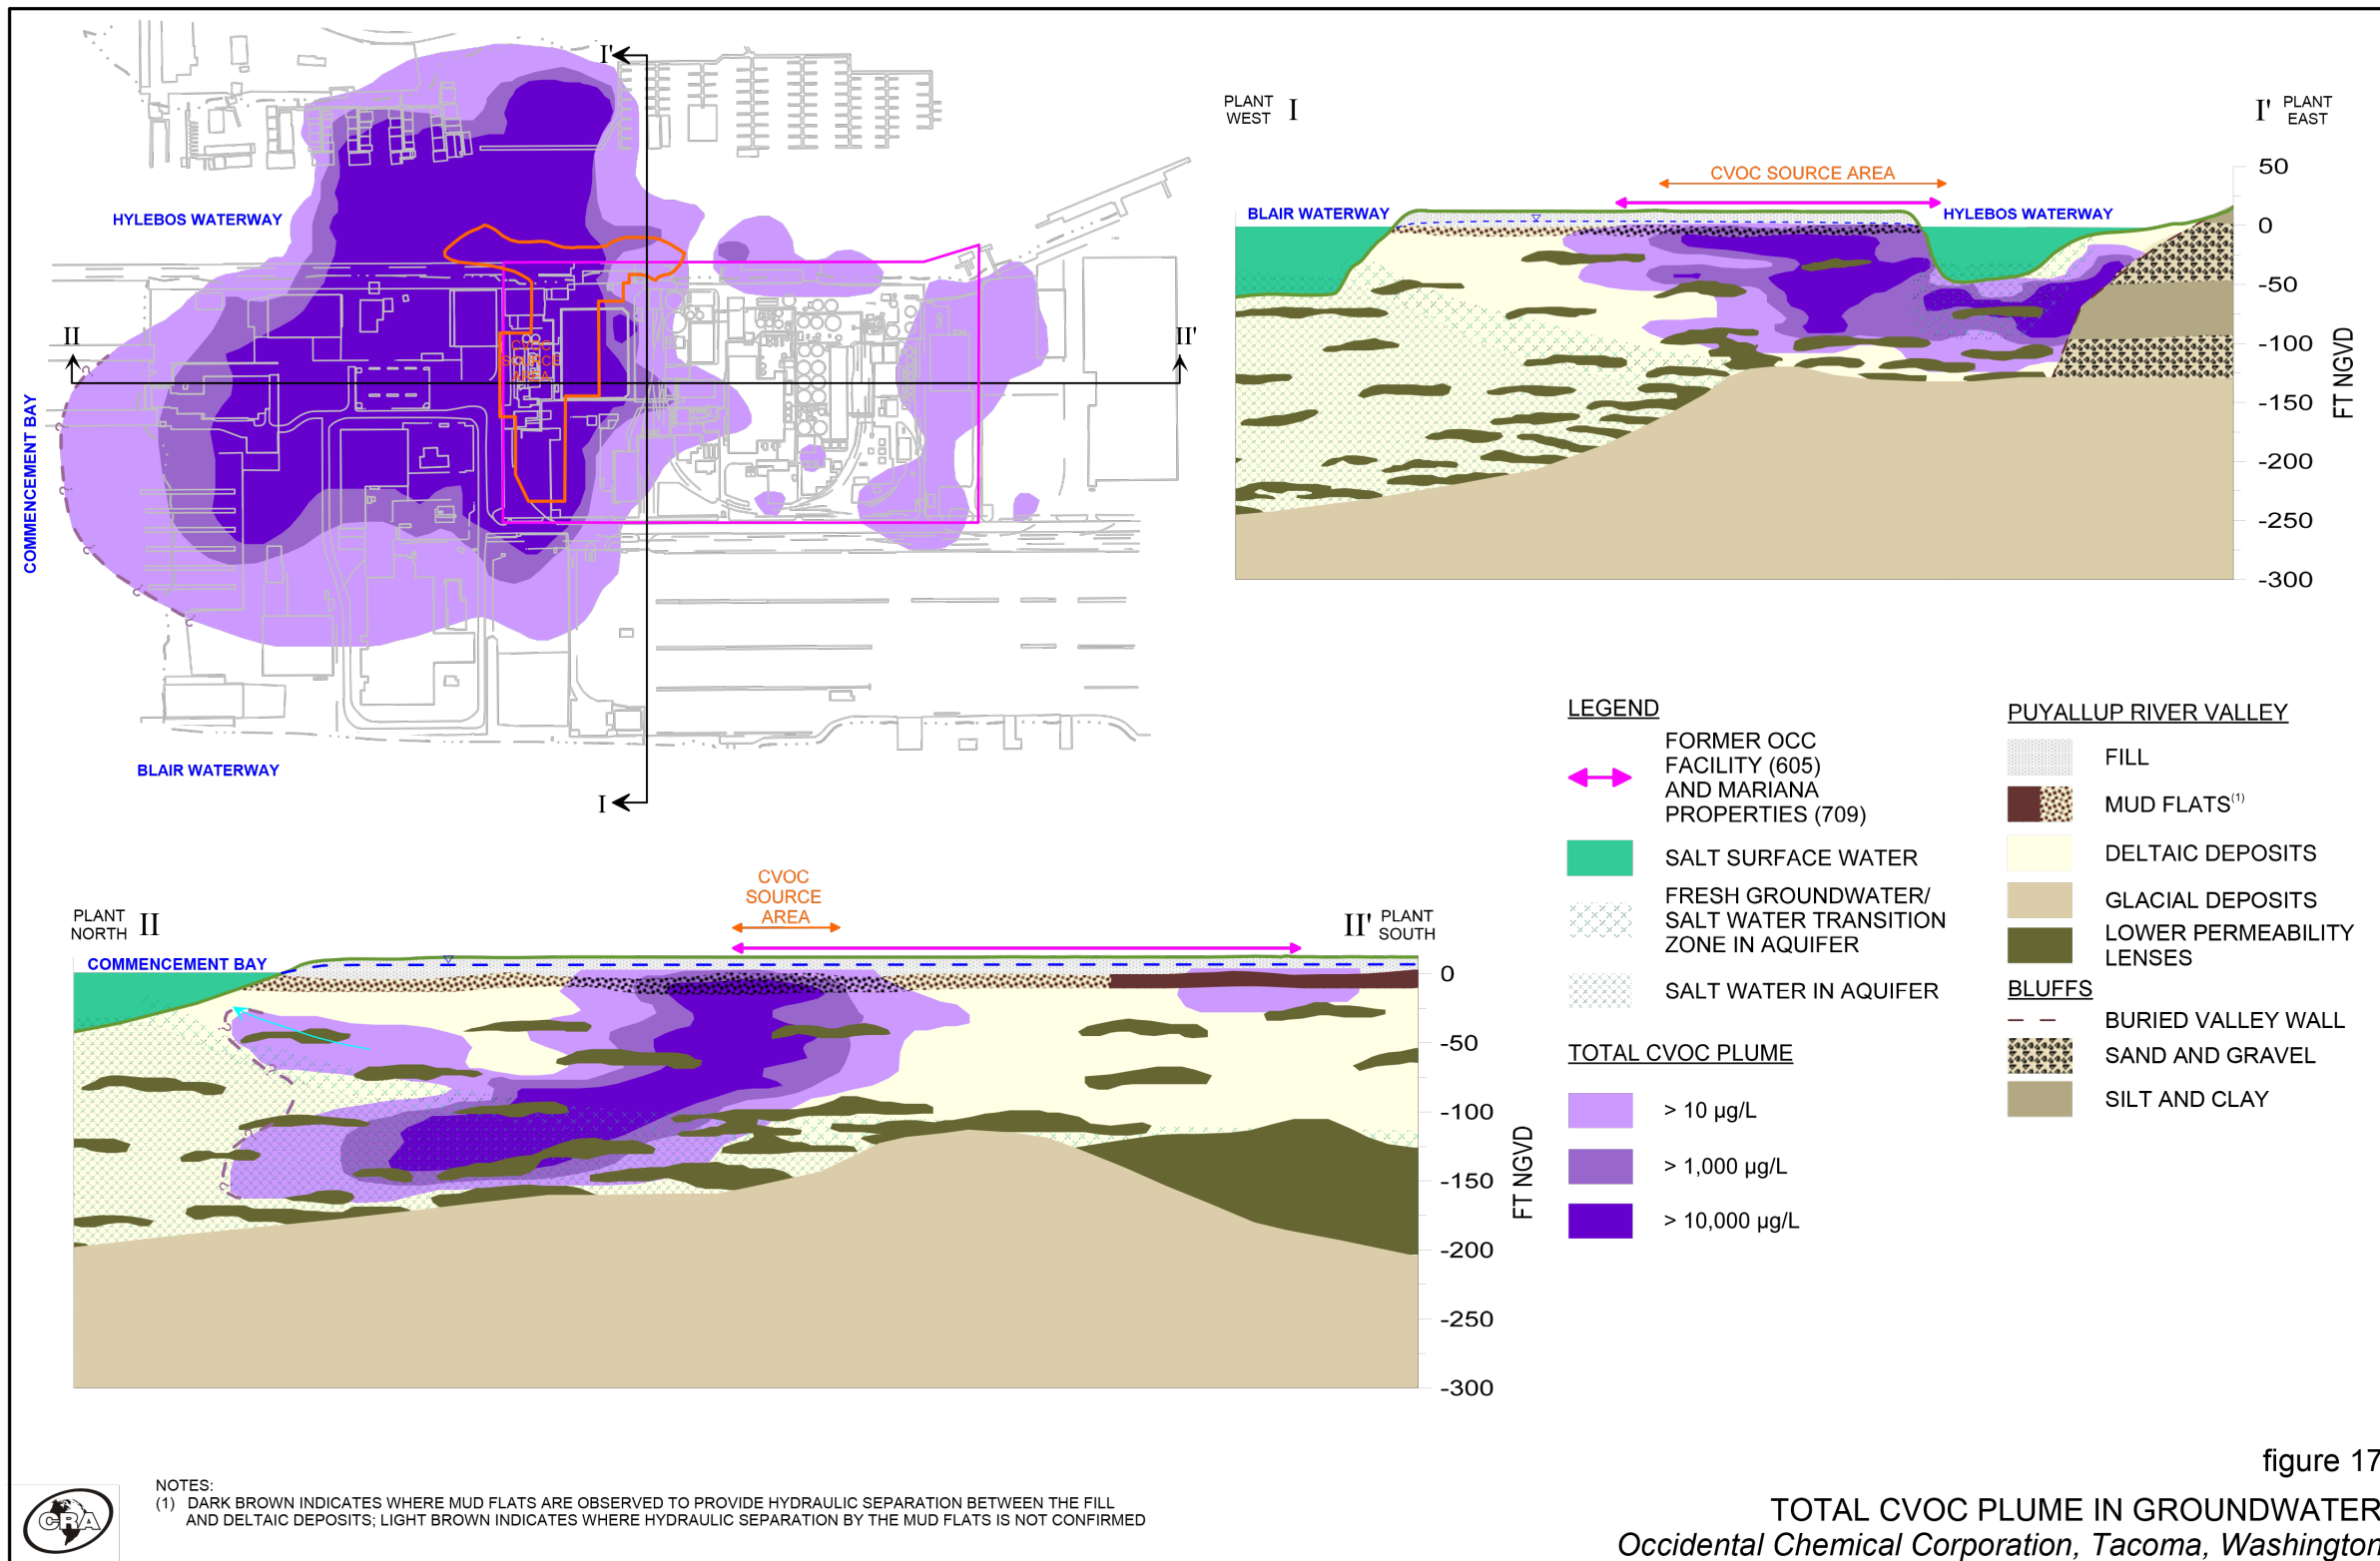 I'
HYLEBOS WATERWAY
CVOC
SOURCE
AREA
II
II'
COMMENCEMENT BAY
BLAIR WATERWAY
I
PLANT
WEST
I
I'
PLANT
EAST
CVOC SOURCE AREA
BLAIR WATERWAY
HYLEBOS WATERWAY
50
0
-50
-100
-150
-200
-250
-300
FT NGVD
CVOC
SOURCE
AREA
PLANT
NORTH
II
II'
PLANT
SOUTH
COMMENCEMENT BAY
?
?
?
?
0
-50
-100
-150
-200
-250
-300
FT NGVD
LEGEND
FORMER OCC
FACILITY (605)
AND MARIANA
PROPERTIES (709)
SALT SURFACE WATER
FRESH GROUNDWATER/
SALT WATER TRANSITION
ZONE IN AQUIFER
SALT WATER IN AQUIFER
TOTAL CVOC PLUME
> 10 µg/L
> 1,000 µg/L
> 10,000 µg/L
PUYALLUP RIVER VALLEY
FILL
MUD FLATS(1)
DELTAIC DEPOSITS
GLACIAL DEPOSITS
LOWER PERMEABILITY
LENSES
BLUFFS
BURIED VALLEY WALL
SAND AND GRAVEL
SILT AND CLAY
CRA
NOTES:
(1) DARK BROWN INDICATES WHERE MUD FLATS ARE OBSERVED TO PROVIDE HYDRAULIC SEPARATION BETWEEN THE FILL
AND DELTAIC DEPOSITS; LIGHT BROWN INDICATES WHERE HYDRAULIC SEPARATION BY THE MUD FLATS IS NOT CONFIRMED
figure 17
TOTAL CVOC PLUME IN GROUNDWATER
Occidental Chemical Corporation, Tacoma, Washington